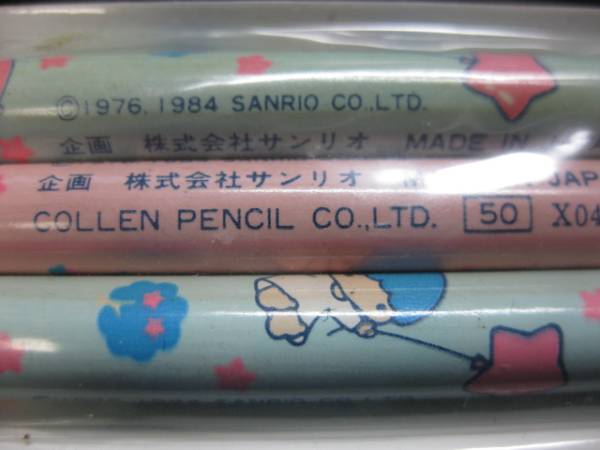 ©1976, 1984 SANRIO CO.,LTD.
企画 株式会社サンリオ MADE IN
企画 株式会社サンリオ JAP
COLLEN PENCIL CO.,LTD. 50 X04